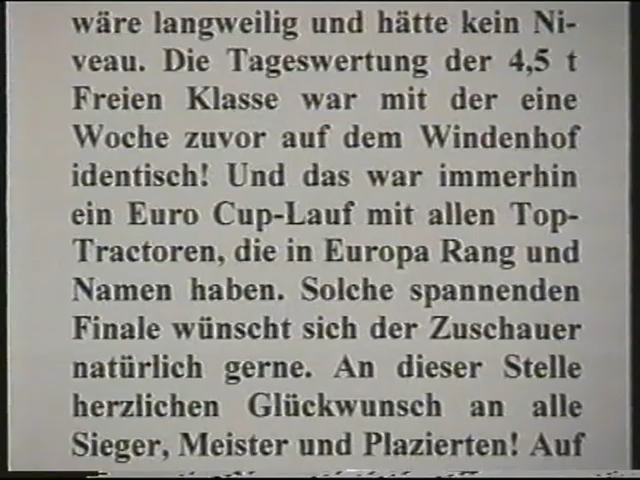 wäre langweilig und hätte kein Ni-
veau. Die Tageswertung der 4,5 t
Freien Klasse war mit der eine
Woche zuvor auf dem Windenhof
identisch! Und das war immerhin
ein Euro Cup-Lauf mit allen Top-
Tractoren, die in Europa Rang und
Namen haben. Solche spannenden
Finale wünscht sich der Zuschauer
natürlich gerne. An dieser Stelle
herzlichen Glückwunsch an alle
Sieger, Meister und Plazierten! Auf